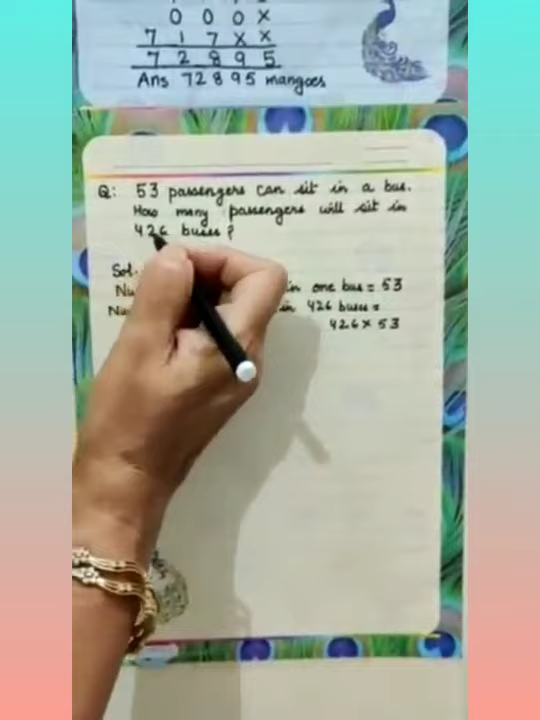 0 0 0 x
7 1 7 x x
7 2 8 9 5
Ans 72895 mangoes
Q: 53 passengers can sit in a bus.
How many passengers will sit in
426 buses?
Sol.
in one bus = 53
in 426 buses =
426 x 53